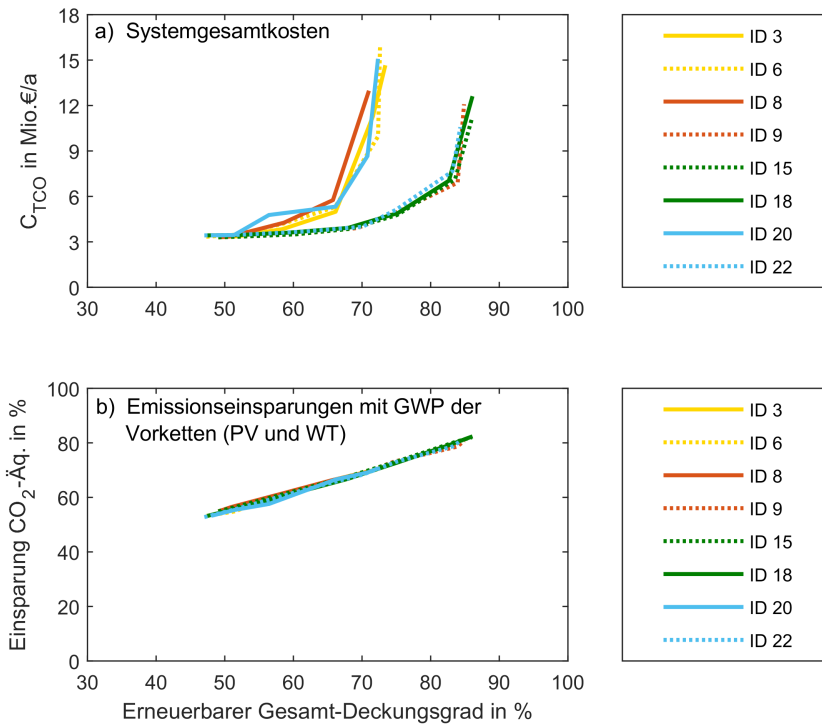 a) Systemgesamtkosten
C_TCO in Mio.€/a
18
15
12
9
6
3
0
30 40 50 60 70 80 90 100
ID 3
ID 6
ID 8
ID 9
ID 15
ID 18
ID 20
ID 22
b) Emissionseinsparungen mit GWP der
Vorketten (PV und WT)
Einsparung CO₂-Äq. in %
100
80
60
40
20
0
30 40 50 60 70 80 90 100
Erneuerbarer Gesamt-Deckungsgrad in %
ID 3
ID 6
ID 8
ID 9
ID 15
ID 18
ID 20
ID 22